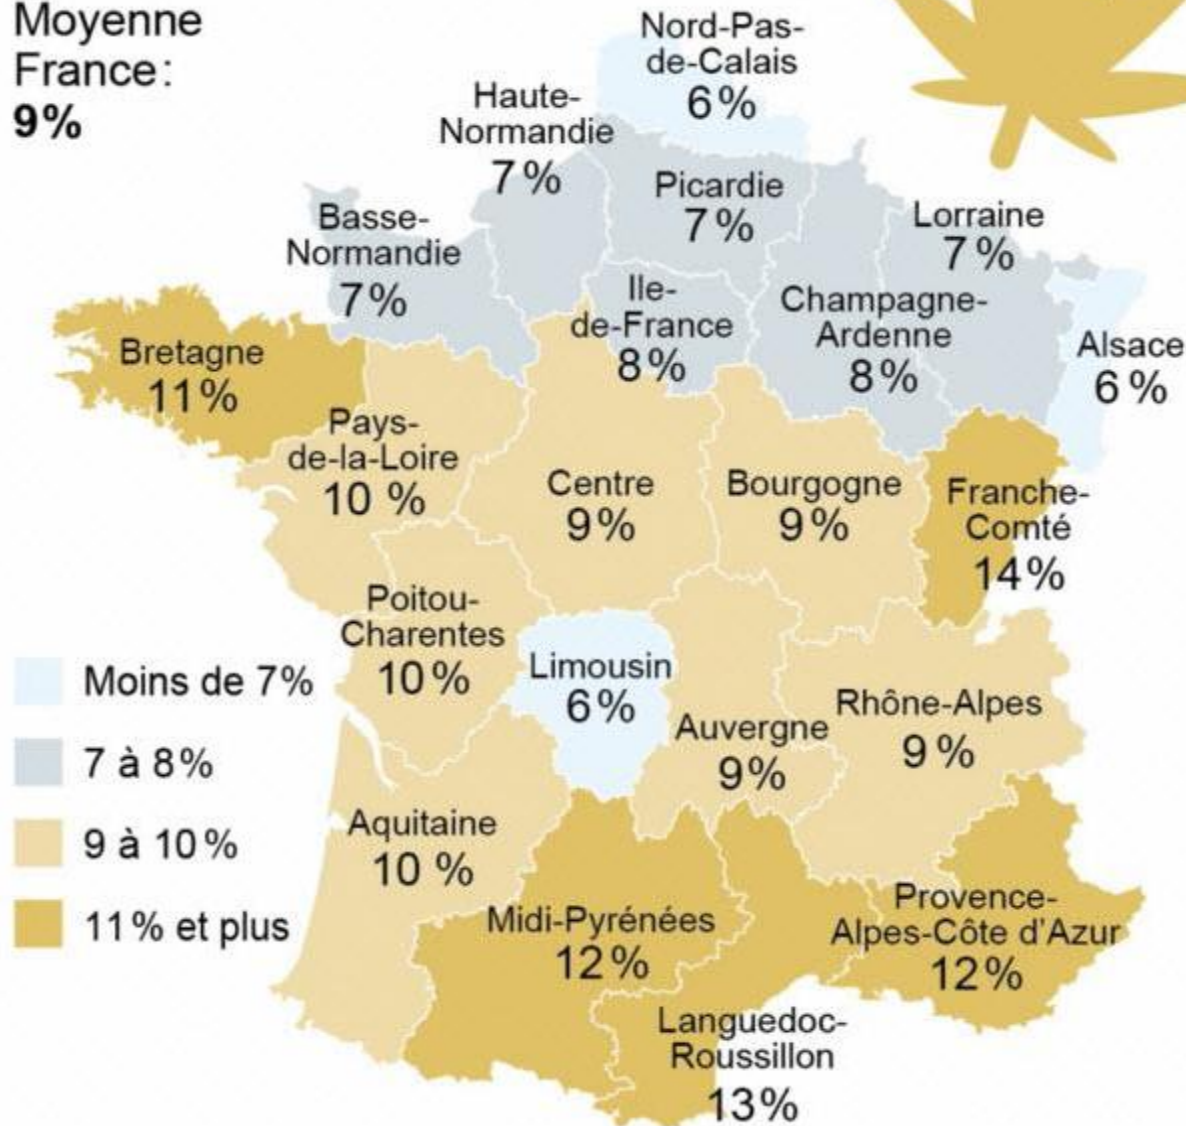 Moyenne
France:
9%
Nord-Pas-
de-Calais
6%
Haute-
Normandie
7%
Picardie
7%
Basse-
Normandie
7%
Lorraine
7%
Ile-
de-France
8%
Champagne-
Ardenne
8%
Alsace
6%
Bretagne
11%
Pays-
de-la-Loire
10 %
Centre
9%
Bourgogne
9%
Franche-
Comté
14%
Poitou-
Charentes
10%
Limousin
6%
Auvergne
9%
Rhône-Alpes
9%
Moins de 7%
7 à 8%
9 à 10%
11% et plus
Aquitaine
10 %
Midi-Pyrénées
12%
Provence-
Alpes-Côte d'Azur
12%
Languedoc-
Roussillon
13%